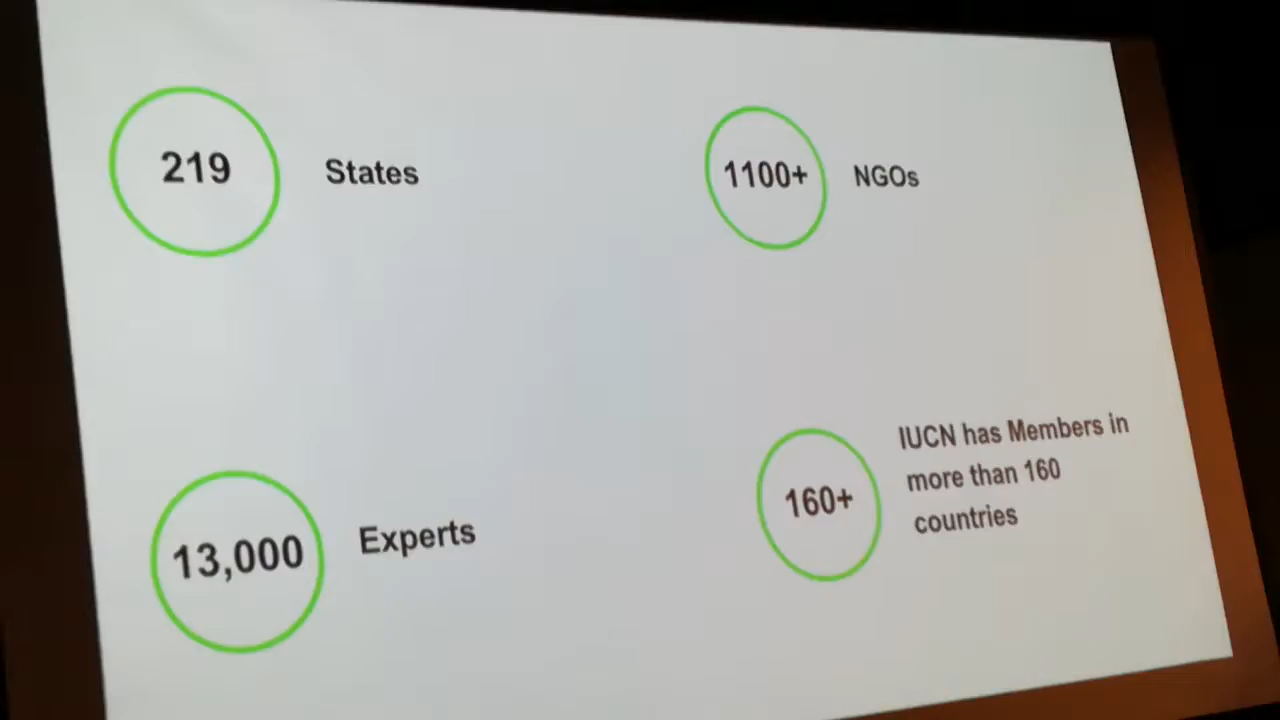 219
States
1100+
NGOs
13,000
Experts
160+
IUCN has Members in
more than 160
countries